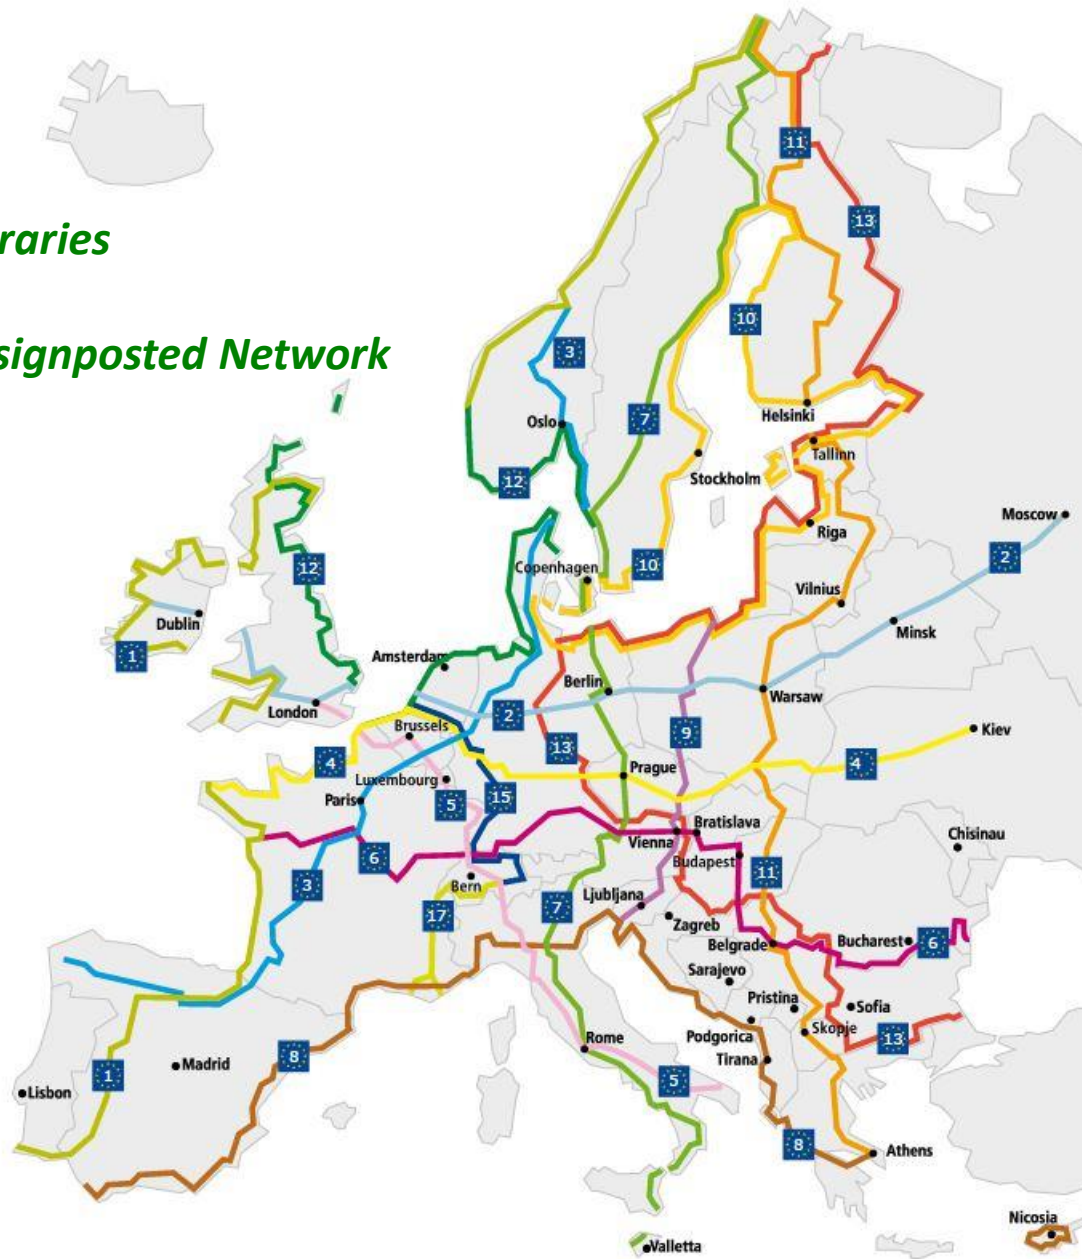 raries
signposted Network
11
13
10
3
Helsinki
7
Oslo
Tallinn
Stockholm
12
Moscow
Riga
2
10
12
Copenhagen
Vilnius
Dublin
Minsk
1
Amsterdam
Berlin
Warsaw
London
2
Brussels
9
Kiev
13
4
4
Prague
Luxembourg
Paris
5
15
Bratislava
Chisinau
Vienna
6
Budapest
11
Bern
3
Ljubljana
7
17
Zagreb
Bucharest
6
Belgrade
Sarajevo
Pristina
Sofia
Skopje
Podgorica
Rome
13
8
Tirana
Madrid
1
5
Lisbon
8
Athens
Nicosia
Valletta